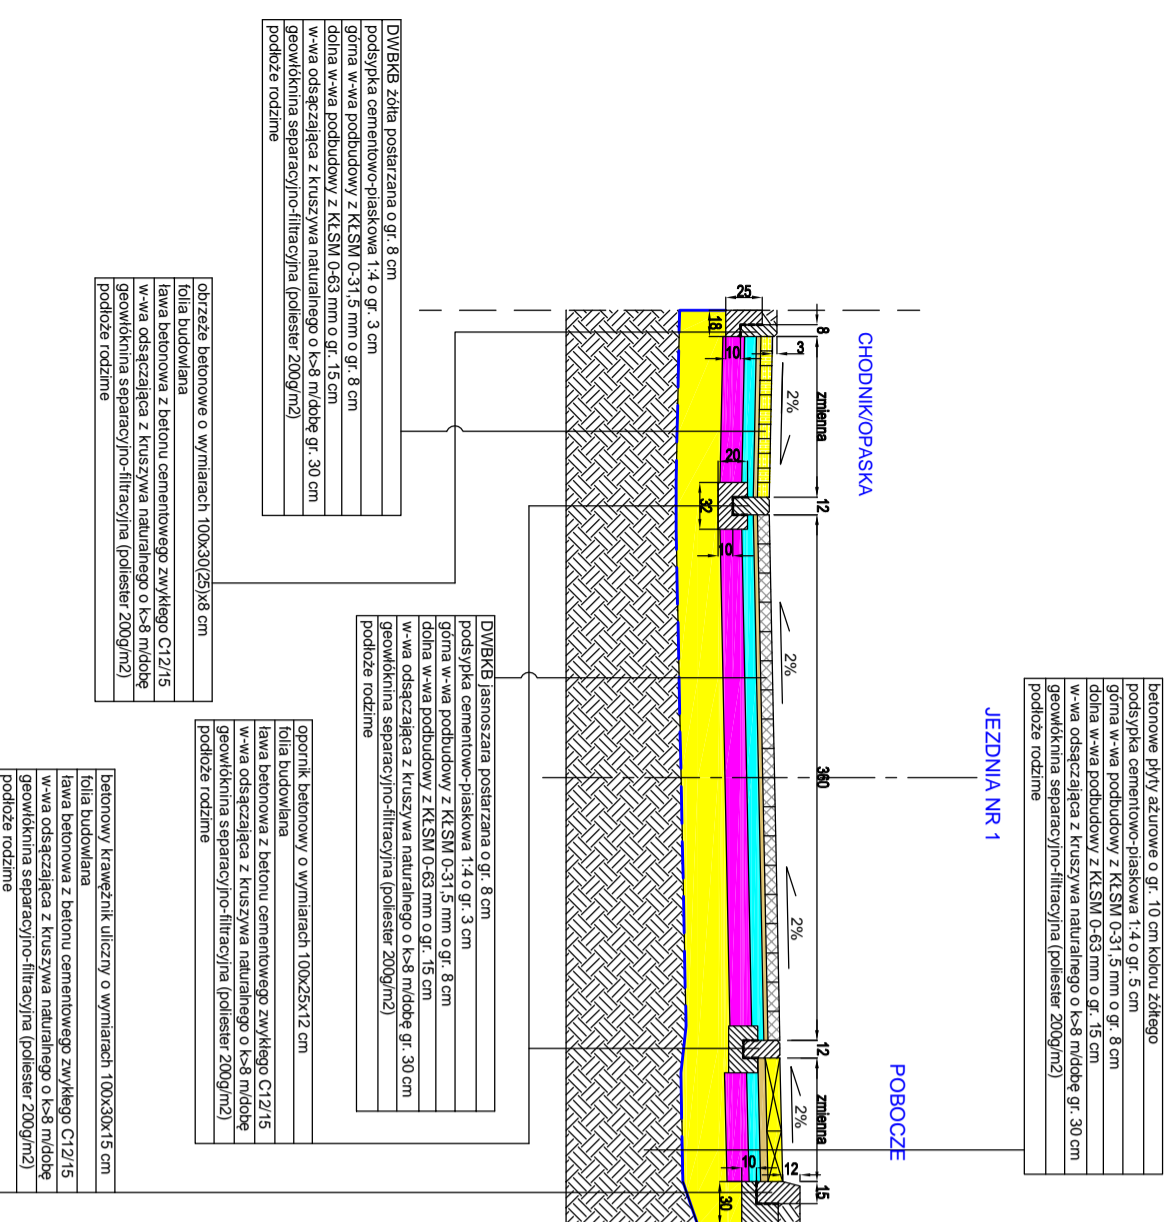 betonowe płyty ażurowe o gr. 10 cm koloru żółtego
podsypka cementowo-piaskowa 1:4 o gr. 5 cm
górna w-wa podbudowy z KŁSM 0-31,5 mm o gr. 8 cm
dolna w-wa podbudowy z KŁSM 0-63 mm o gr. 15 cm
w-wa odsączająca z kruszywa naturalnego o k>8 m/dobę gr. 30 cm
geowłóknina separacyjno-filtracyjna (poliester 200g/m2)
podłoże rodzime
CHODNIK/OPASKA
JEZDNIA NR 1
POBOCZE
8
zmienna
12
360
12
zmienna
15
3
2%
2%
2%
2%
12
25
18
10
20
32
10
10
30
DWBKB żółta postarzana o gr. 8 cm
podsypka cementowo-piaskowa 1:4 o gr. 3 cm
górna w-wa podbudowy z KŁSM 0-31,5 mm o gr. 8 cm
dolna w-wa podbudowy z KŁSM 0-63 mm o gr. 15 cm
w-wa odsączająca z kruszywa naturalnego o k>8 m/dobę gr. 30 cm
geowłóknina separacyjno-filtracyjna (poliester 200g/m2)
podłoże rodzime
DWBKB jasnoszara postarzana o gr. 8 cm
podsypka cementowo-piaskowa 1:4 o gr. 3 cm
górna w-wa podbudowy z KŁSM 0-31,5 mm o gr. 8 cm
dolna w-wa podbudowy z KŁSM 0-63 mm o gr. 15 cm
w-wa odsączająca z kruszywa naturalnego o k>8 m/dobę gr. 30 cm
geowłóknina separacyjno-filtracyjna (poliester 200g/m2)
podłoże rodzime
obrzeże betonowe o wymiarach 100x30(25)x8 cm
folia budowlana
ława betonowa z betonu cementowego zwykłego C12/15
w-wa odsączająca z kruszywa naturalnego o k>8 m/dobę
geowłóknina separacyjno-filtracyjna (poliester 200g/m2)
podłoże rodzime
opornik betonowy o wymiarach 100x25x12 cm
folia budowlana
ława betonowa z betonu cementowego zwykłego C12/15
w-wa odsączająca z kruszywa naturalnego o k>8 m/dobę
geowłóknina separacyjno-filtracyjna (poliester 200g/m2)
podłoże rodzime
betonowy krawężnik uliczny o wymiarach 100x30x15 cm
folia budowlana
ława betonowa z betonu cementowego zwykłego C12/15
w-wa odsączająca z kruszywa naturalnego o k>8 m/dobę
geowłóknina separacyjno-filtracyjna (poliester 200g/m2)
podłoże rodzime